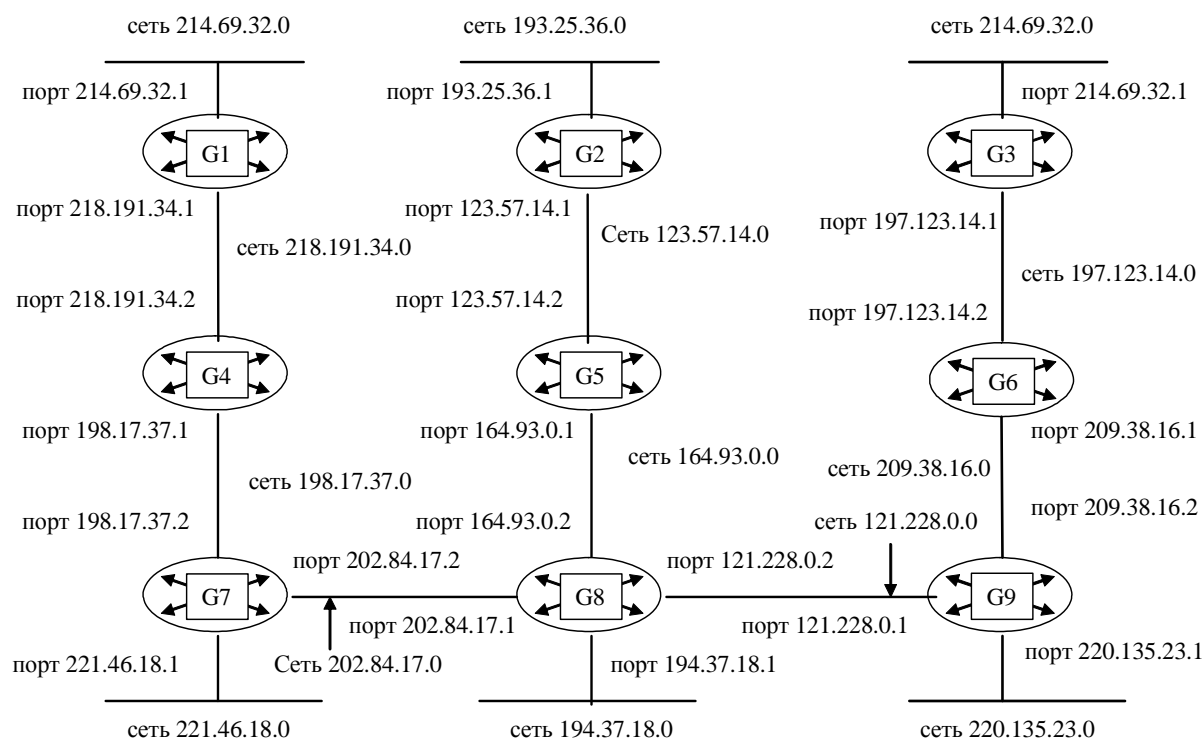 сеть 214.69.32.0
сеть 193.25.36.0
сеть 214.69.32.0
порт 214.69.32.1
порт 193.25.36.1
порт 214.69.32.1
G1
G2
G3
порт 218.191.34.1
порт 123.57.14.1
порт 197.123.14.1
сеть 218.191.34.0
Сеть 123.57.14.0
сеть 197.123.14.0
порт 218.191.34.2
порт 123.57.14.2
порт 197.123.14.2
G4
G5
G6
порт 198.17.37.1
порт 164.93.0.1
порт 209.38.16.1
сеть 198.17.37.0
сеть 164.93.0.0
сеть 209.38.16.0
порт 198.17.37.2
порт 164.93.0.2
сеть 121.228.0.0
порт 209.38.16.2
порт 202.84.17.2
порт 121.228.0.2
G7
G8
G9
порт 202.84.17.1
порт 121.228.0.1
порт 221.46.18.1
Сеть 202.84.17.0
порт 194.37.18.1
порт 220.135.23.1
сеть 221.46.18.0
сеть 194.37.18.0
сеть 220.135.23.0